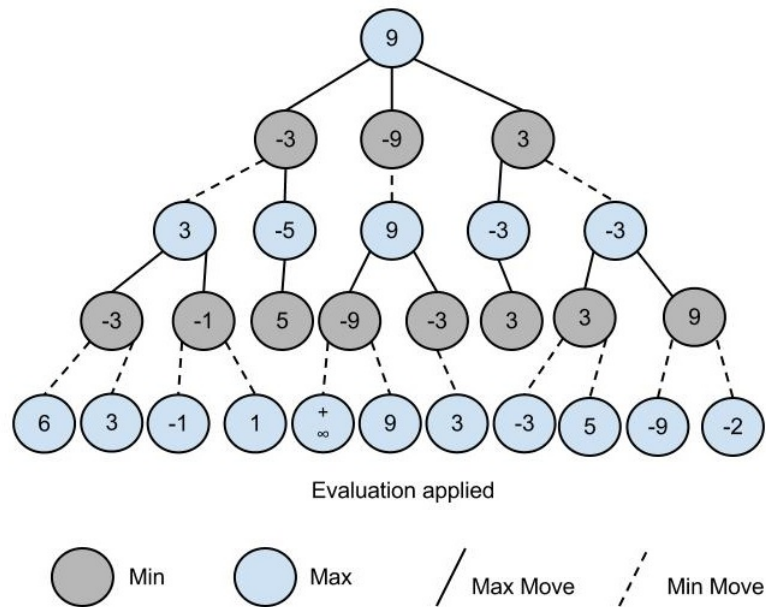 9
-3 -9 3
3 -5 9 -3 -3
-3 -1 5 -9 -3 3 3 9
6 3 -1 1 + ∞ 9 3 -3 5 -9 -2
Evaluation applied
Min Max Max Move Min Move